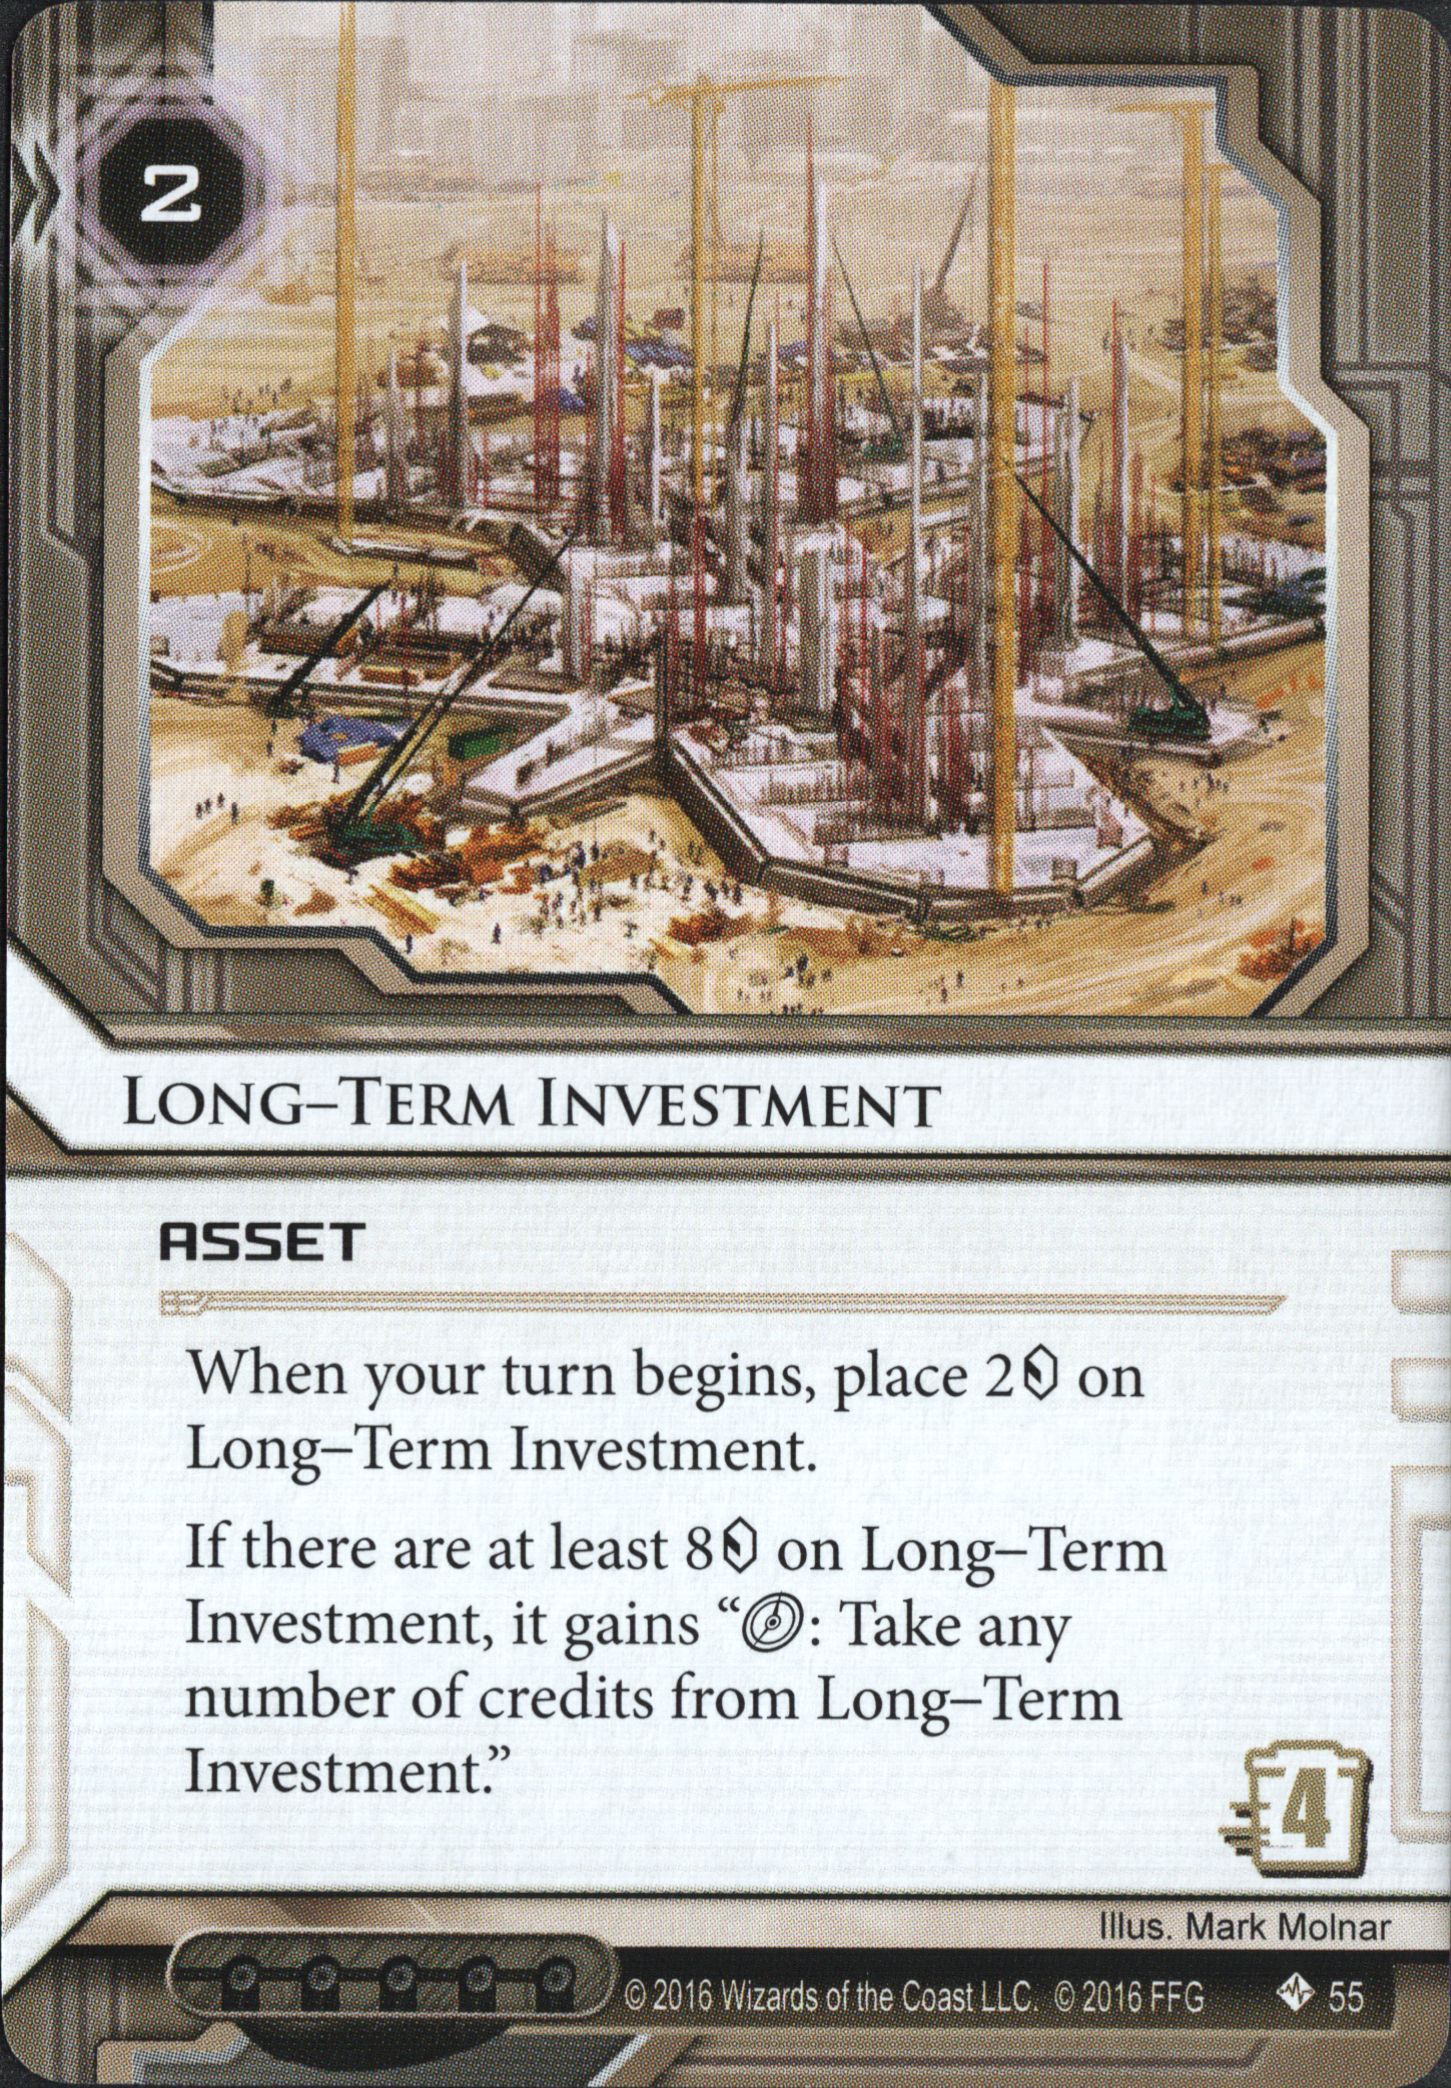 2
LONG–TERM INVESTMENT
ASSET
When your turn begins, place 2 on
Long–Term Investment.
If there are at least 8 on Long–Term
Investment, it gains “: Take any
number of credits from Long–Term
Investment.”
4
Illus. Mark Molnar
© 2016 Wizards of the Coast LLC. © 2016 FFG 55